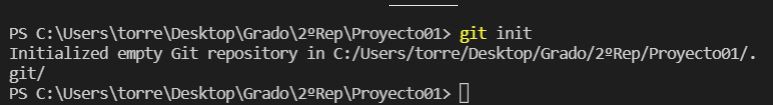 PS C:\Users\torre\Desktop\Grado\2ºRep\Proyecto01> git init
Initialized empty Git repository in C:/Users/torre/Desktop/Grado/2ºRep/Proyecto01/.
git/
PS C:\Users\torre\Desktop\Grado\2ºRep\Proyecto01>